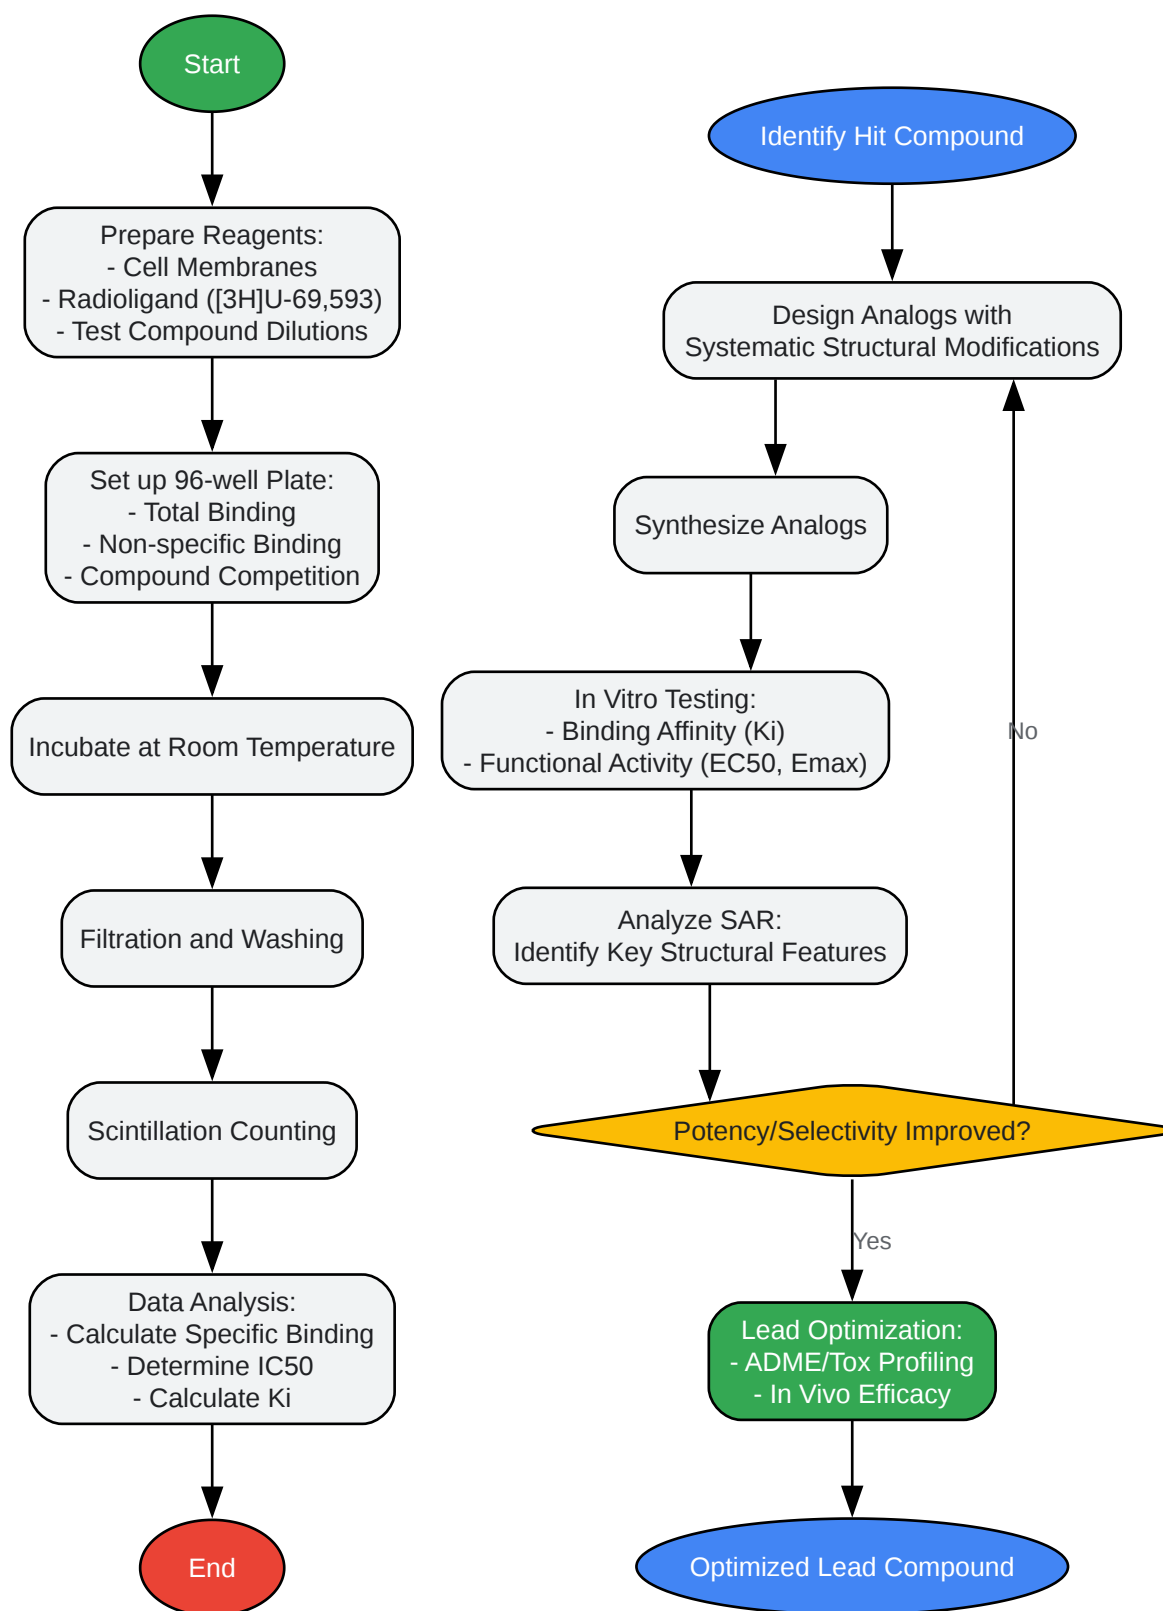 Start
Prepare Reagents:
- Cell Membranes
- Radioligand ([3H]U-69,593)
- Test Compound Dilutions
Set up 96-well Plate:
- Total Binding
- Non-specific Binding
- Compound Competition
Incubate at Room Temperature
Filtration and Washing
Scintillation Counting
Data Analysis:
- Calculate Specific Binding
- Determine IC50
- Calculate Ki
End
Identify Hit Compound
Design Analogs with
Systematic Structural Modifications
Synthesize Analogs
In Vitro Testing:
- Binding Affinity (Ki)
- Functional Activity (EC50, Emax)
Analyze SAR:
Identify Key Structural Features
Potency/Selectivity Improved?
No
Yes
Lead Optimization:
- ADME/Tox Profiling
- In Vivo Efficacy
Optimized Lead Compound